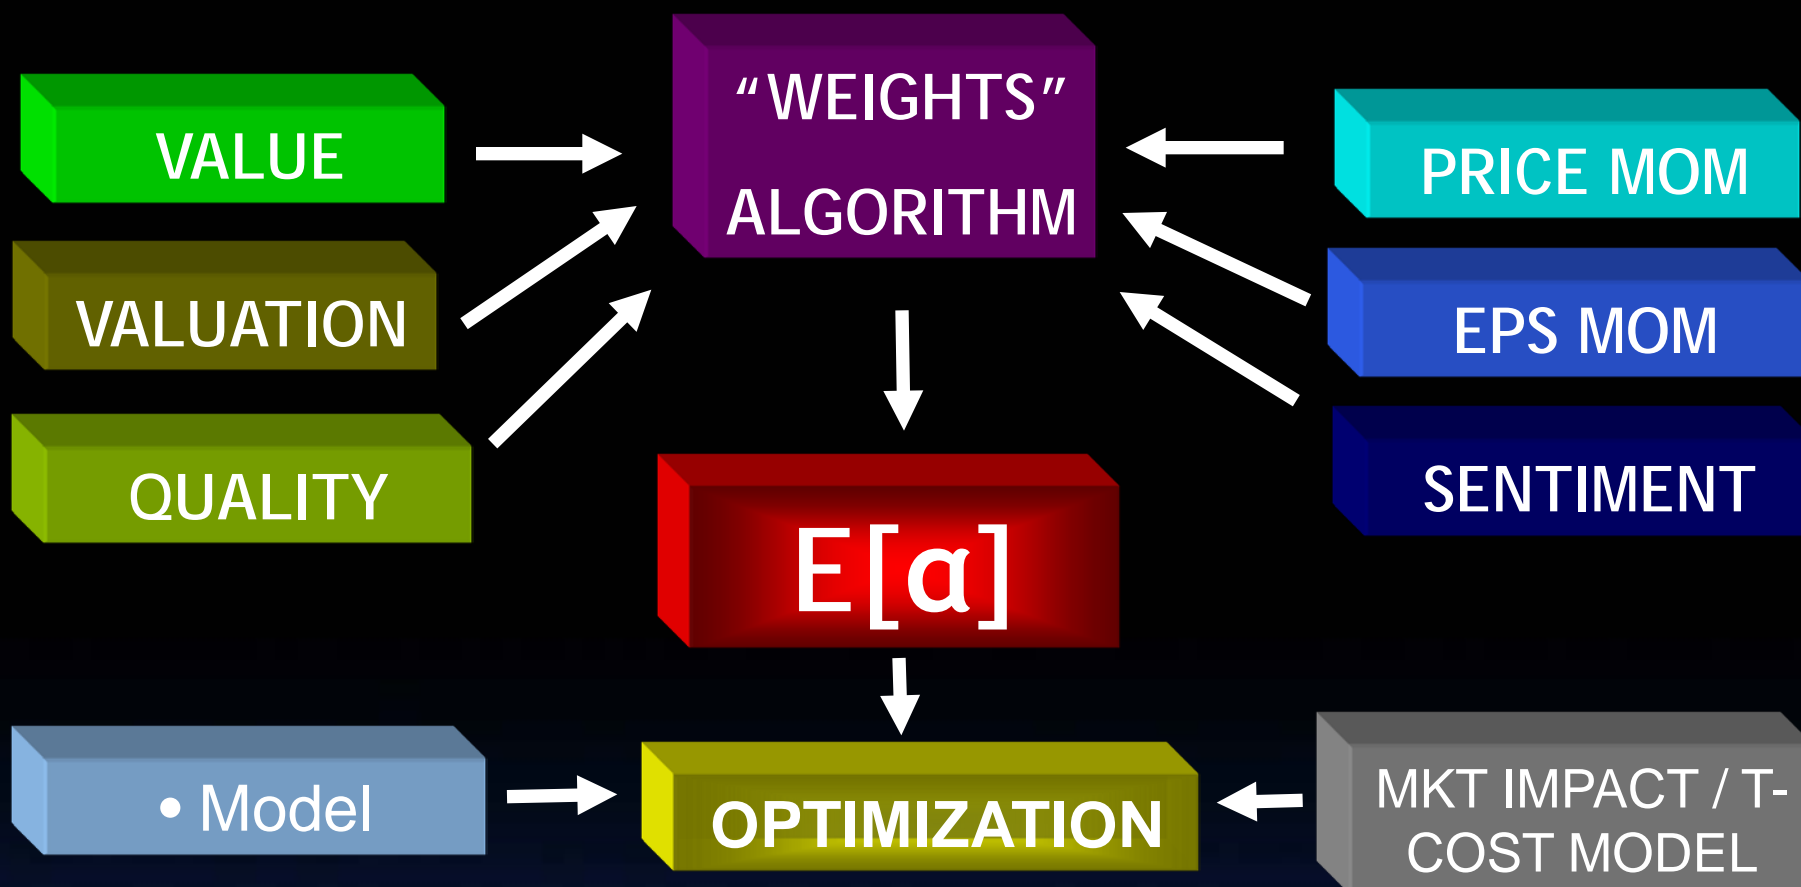 VALUE
VALUATION
QUALITY
“WEIGHTS”
ALGORITHM
PRICE MOM
EPS MOM
SENTIMENT
E[α]
• Model
OPTIMIZATION
MKT IMPACT / T-
COST MODEL